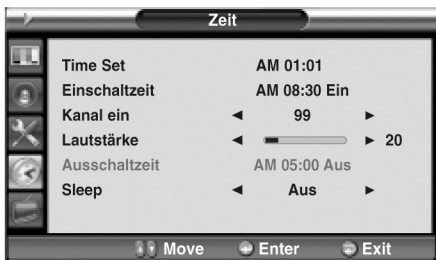 Zeit
Time Set AM 01:01
Einschaltzeit AM 08:30 Ein
Kanal ein ◄ 99 ►
Lautstärke ◄ ► 20
Ausschaltzeit AM 05:00 Aus
Sleep ◄ Aus ►
Move Enter Exit